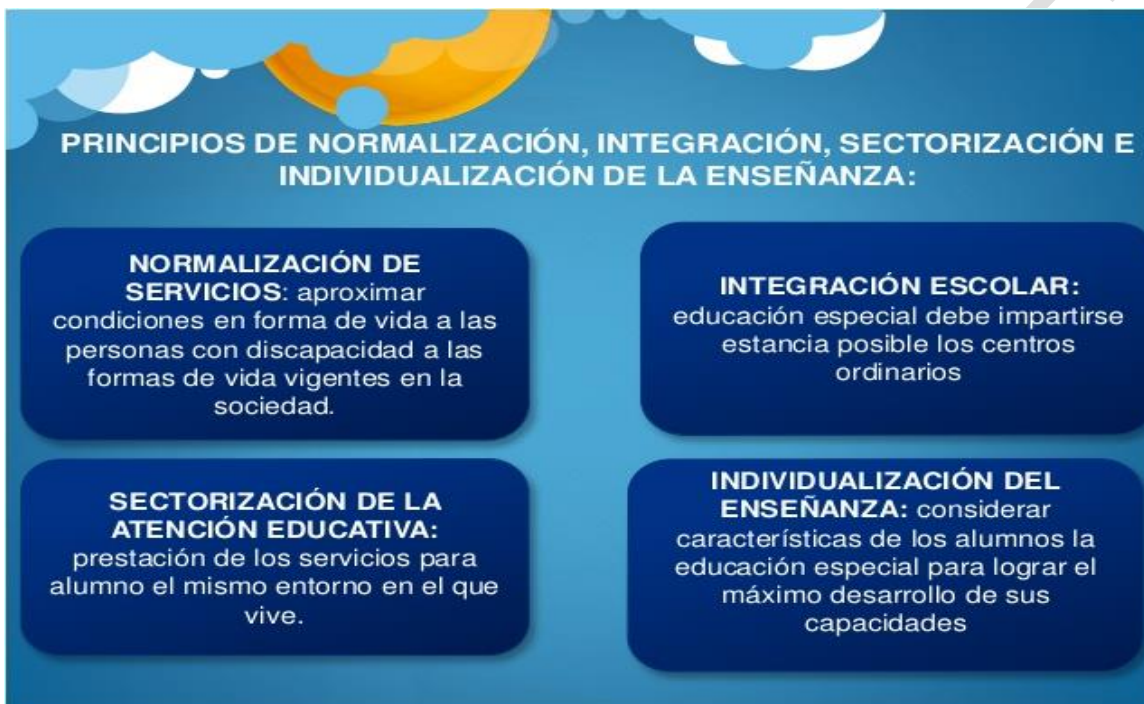 PRINCIPIOS DE NORMALIZACIÓN, INTEGRACIÓN, SECTORIZACIÓN E
INDIVIDUALIZACIÓN DE LA ENSEÑANZA:
NORMALIZACIÓN DE
SERVICIOS: aproximar
condiciones en forma de vida a las
personas con discapacidad a las
formas de vida vigentes en la
sociedad.
INTEGRACIÓN ESCOLAR:
educación especial debe impartirse
estancia posible los centros
ordinarios
SECTORIZACIÓN DE LA
ATENCIÓN EDUCATIVA:
prestación de los servicios para
alumno el mismo entorno en el que
vive.
INDIVIDUALIZACIÓN DEL
ENSEÑANZA: considerar
características de los alumnos la
educación especial para lograr el
máximo desarrollo de sus
capacidades